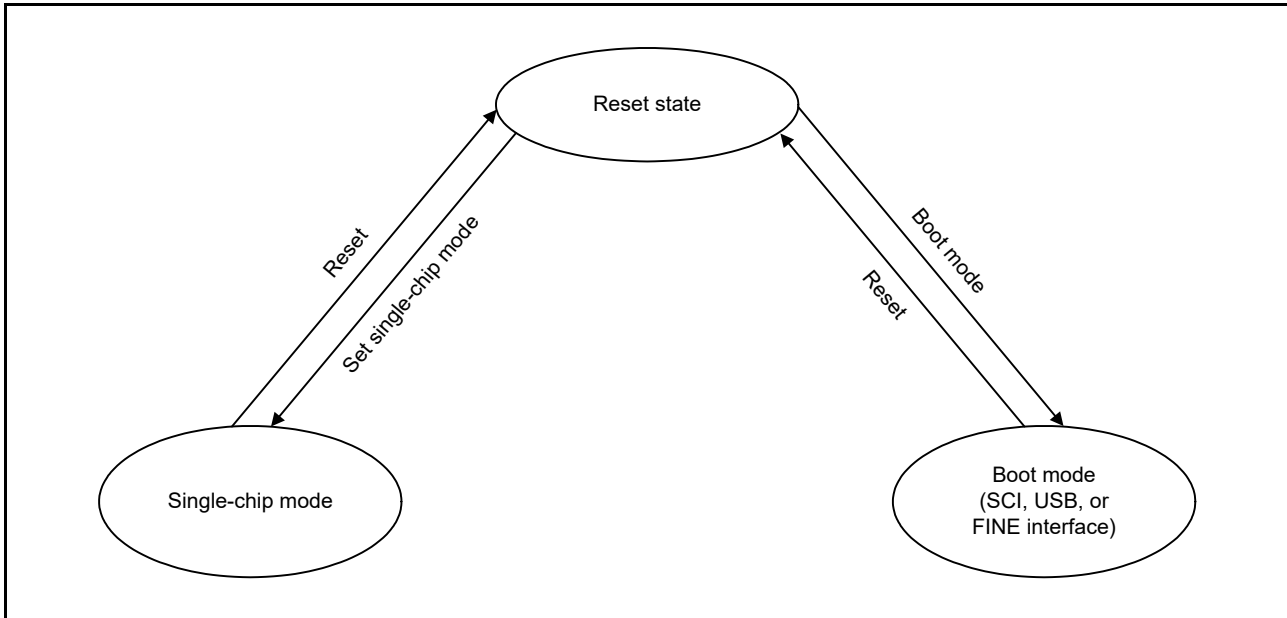 Reset state
Reset
Set single-chip mode
Boot mode
Reset
Single-chip mode
Boot mode
(SCI, USB, or
FINE interface)